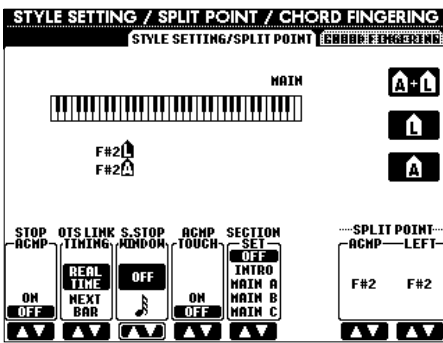 STYLE SETTING / SPLIT POINT / CHORD FINGERING
STYLE SETTING/SPLIT POINT
CHORD FINGERING
MAIN
A+L
F#2 L
L
F#2 A
A
STOP ACMP
ON
OFF
OTS LINK TIMING
REAL TIME
NEXT BAR
S.STOP WINDOW
OFF
ACMP TOUCH
ON
OFF
SECTION SET
OFF
INTRO
MAIN A
MAIN B
MAIN C
SPLIT POINT
ACMP LEFT
F#2 F#2